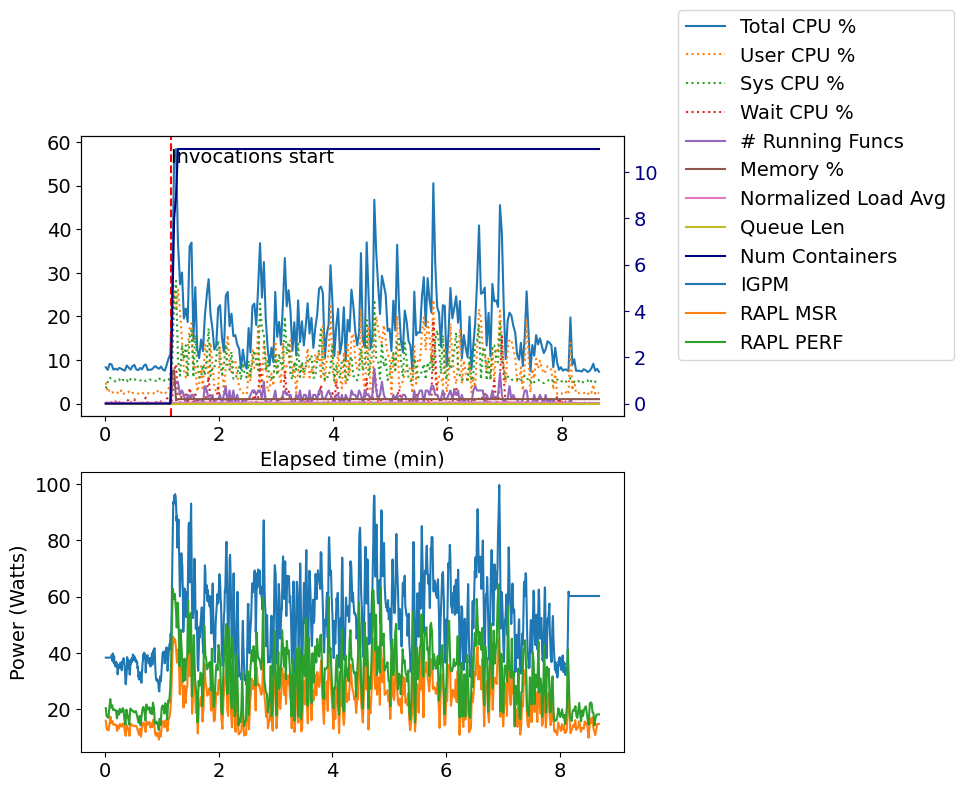 Total CPU %
User CPU %
Sys CPU %
Wait CPU %
# Running Funcs
Memory %
Normalized Load Avg
Queue Len
Num Containers
IGPM
RAPL MSR
RAPL PERF
60
50
40
30
20
10
0
Invocations start
10
8
6
4
2
0
0 2 4 6 8
Elapsed time (min)
Power (Watts)
100
80
60
40
20
0 2 4 6 8